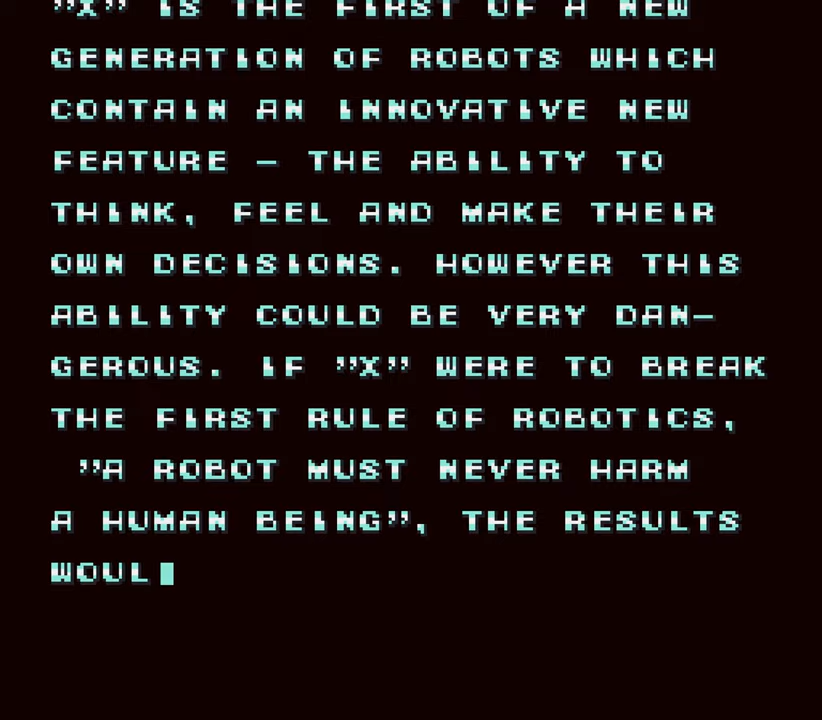 "X" IS THE FIRST OF A NEW
GENERATION OF ROBOTS WHICH
CONTAIN AN INNOVATIVE NEW
FEATURE – THE ABILITY TO
THINK, FEEL AND MAKE THEIR
OWN DECISIONS. HOWEVER THIS
ABILITY COULD BE VERY DAN–
GEROUS. IF "X" WERE TO BREAK
THE FIRST RULE OF ROBOTICS,
"A ROBOT MUST NEVER HARM
A HUMAN BEING", THE RESULTS
WOUL